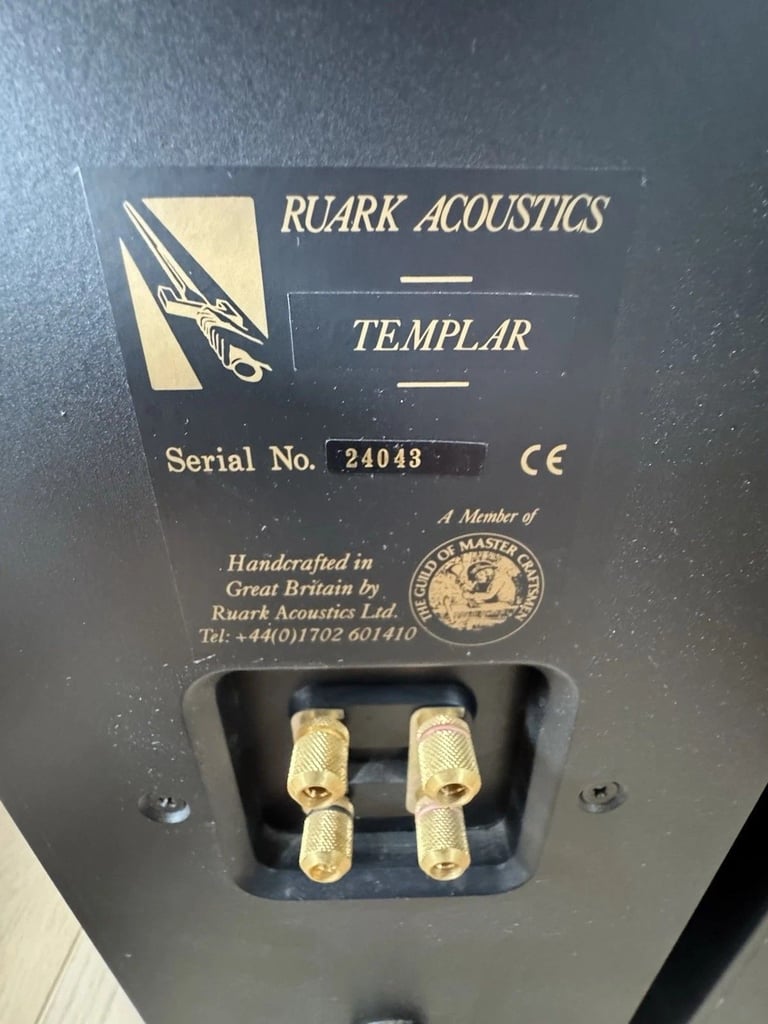 RUARK ACOUSTICS
TEMPLAR
Serial No. 24043 CE
A Member of
THE GUILD OF MASTER CRAFTSMEN
Handcrafted in
Great Britain by
Ruark Acoustics Ltd.
Tel: +44(0)1702 601410